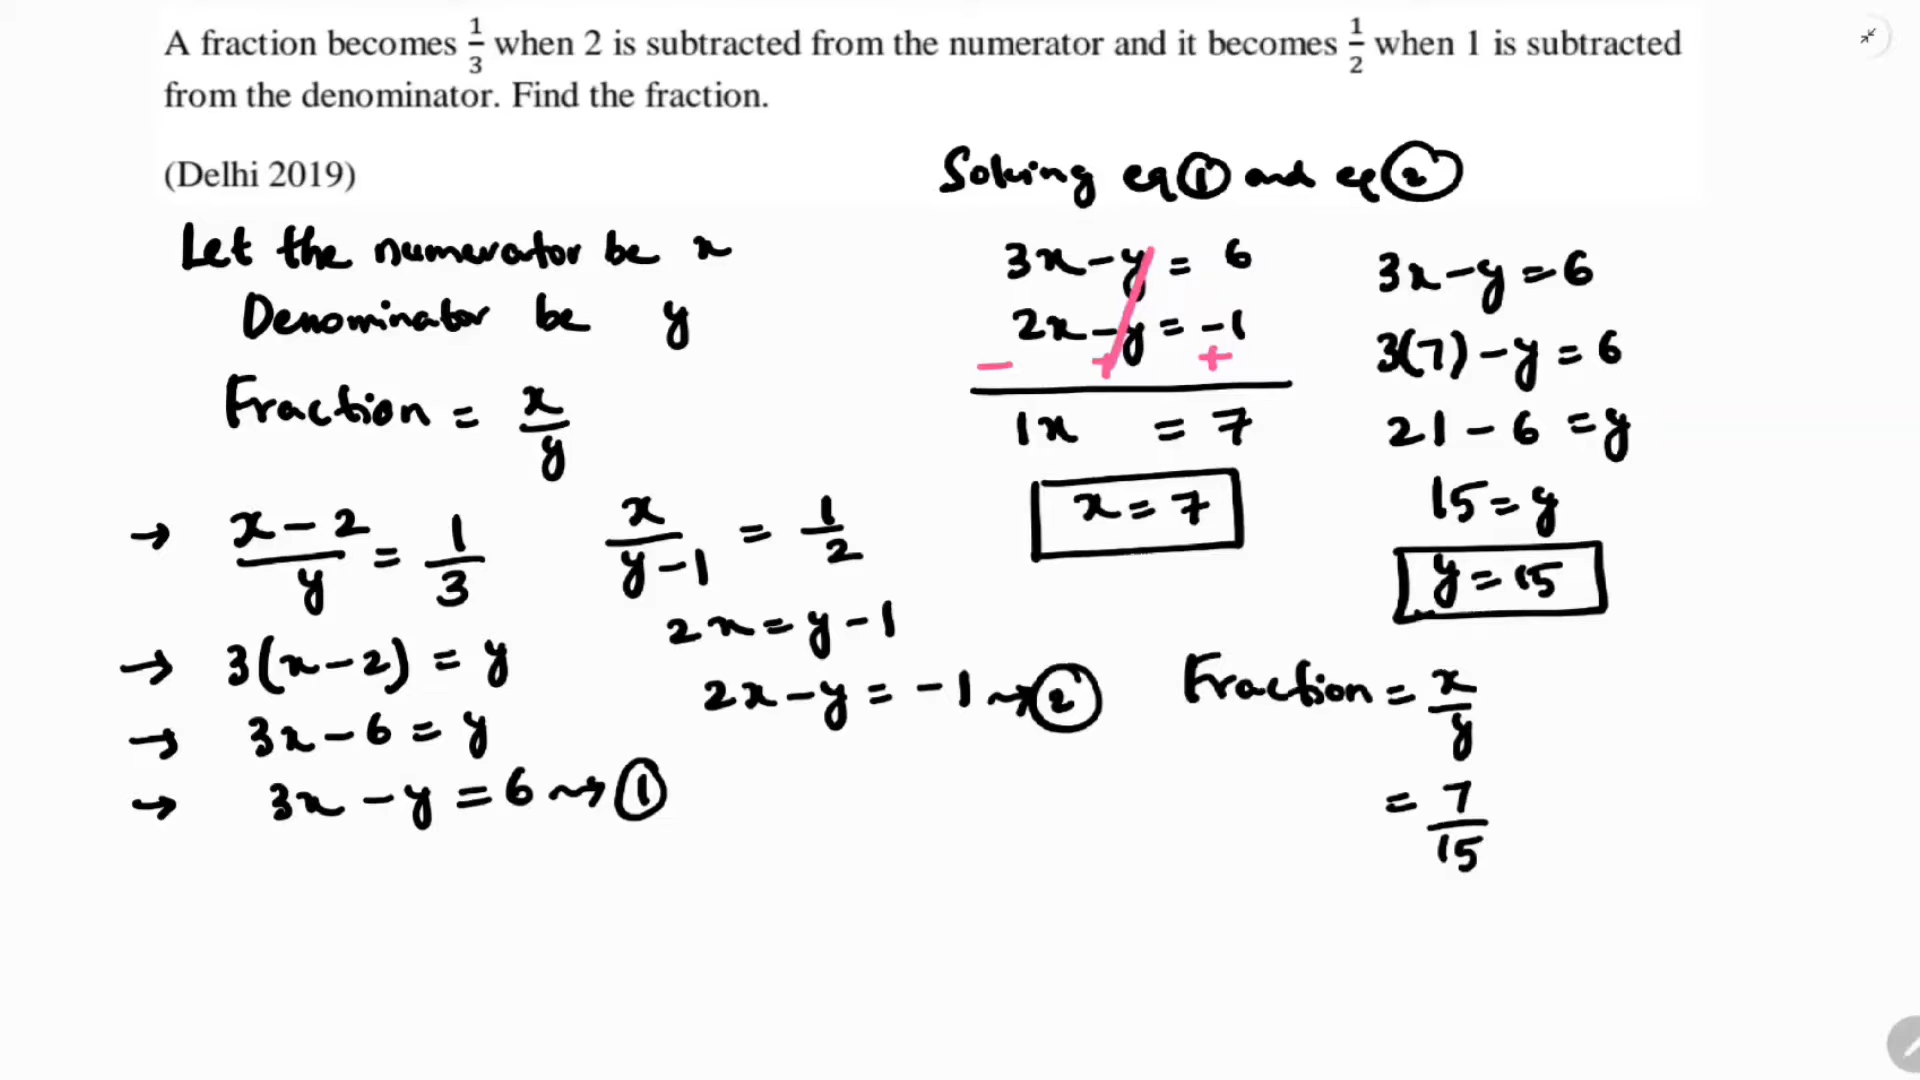 A fraction becomes 1/3 when 2 is subtracted from the numerator and it becomes 1/2 when 1 is subtracted
from the denominator. Find the fraction.
(Delhi 2019)
Let the numerator be x
Denominator be y
Fraction = x/y
→ (x-2)/y = 1/3
→ 3(x-2) = y
→ 3x-6 = y
→ 3x-y = 6 → ①
x/(y-1) = 1/2
2x = y-1
2x-y = -1 → ②
Solving eq ① and eq ②
3x-y = 6
2x-y = -1
- + +
1x = 7
x = 7
3x-y = 6
3(7)-y = 6
21-6 = y
15 = y
y = 15
Fraction = x/y
= 7/15